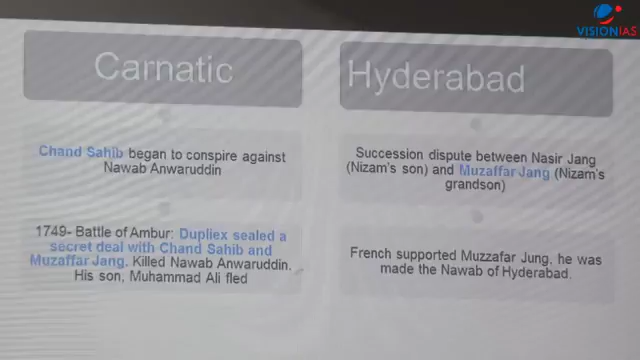 VISIONIAS
Carnatic
Chand Sahib began to conspire against
Nawab Anwaruddin
1749- Battle of Ambur: Dupliex sealed a
secret deal with Chand Sahib and
Muzaffar Jang. Killed Nawab Anwaruddin.
His son, Muhammad Ali fled
Hyderabad
Succession dispute between Nasir Jang
(Nizam's son) and Muzaffar Jang (Nizam's
grandson)
French supported Muzzafar Jung, he was
made the Nawab of Hyderabad.